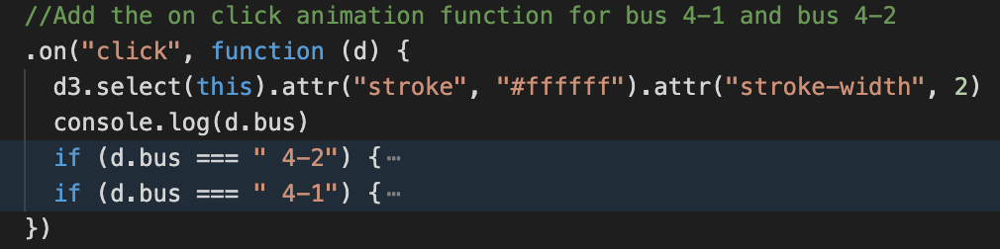 //Add the on click animation function for bus 4-1 and bus 4-2
.on("click", function (d) {
d3.select(this).attr("stroke", "#ffffff").attr("stroke-width", 2)
console.log(d.bus)
if (d.bus === " 4-2") {⋯
if (d.bus === " 4-1") {⋯
})